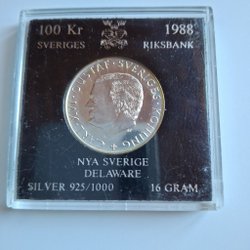 100 Kr 1988
SVERIGES RIKSBANK
CARL XVI GUSTAF · SVERIGES KONUNG
NYA SVERIGE
DELAWARE
SILVER 925/1000 16 GRAM